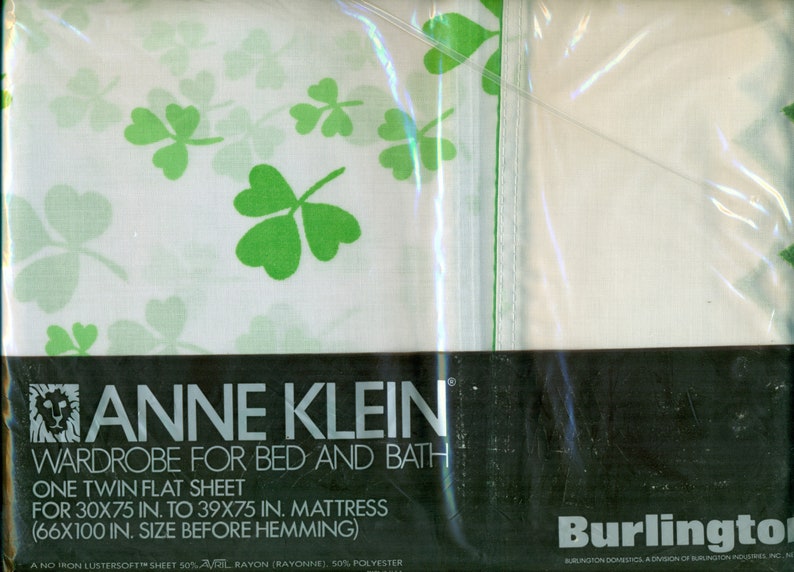 ANNE KLEIN®
WARDROBE FOR BED AND BATH
ONE TWIN FLAT SHEET
FOR 30X75 IN. TO 39X75 IN. MATTRESS
(66X100 IN. SIZE BEFORE HEMMING)
A NO IRON LUSTERSOFT™ SHEET 50% AVRIL RAYON (RAYONNE), 50% POLYESTER
Burlington
BURLINGTON DOMESTICS, A DIVISION OF BURLINGTON INDUSTRIES, INC.,